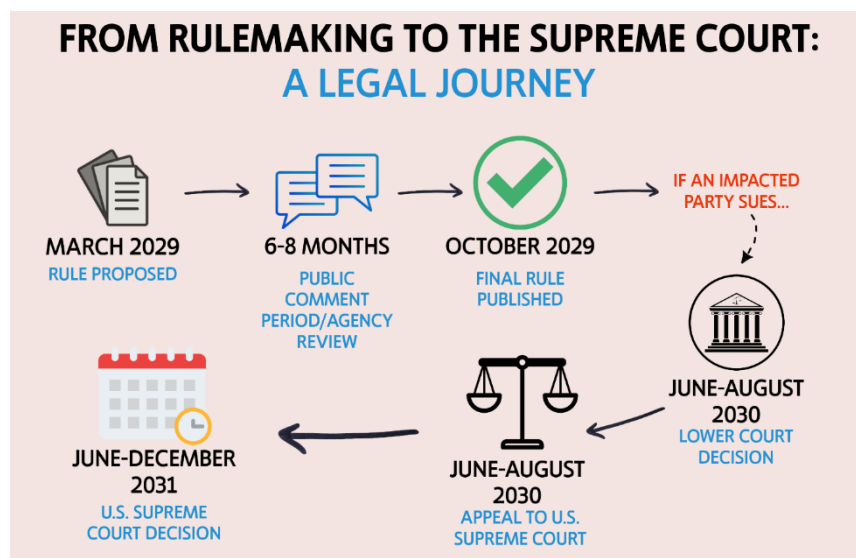 FROM RULEMAKING TO THE SUPREME COURT:
A LEGAL JOURNEY
MARCH 2029
RULE PROPOSED
6-8 MONTHS
PUBLIC
COMMENT
PERIOD/AGENCY
REVIEW
OCTOBER 2029
FINAL RULE
PUBLISHED
IF AN IMPACTED
PARTY SUES...
JUNE-AUGUST
2030
LOWER COURT
DECISION
JUNE-AUGUST
2030
APPEAL TO U.S.
SUPREME COURT
JUNE-DECEMBER
2031
U.S. SUPREME
COURT DECISION